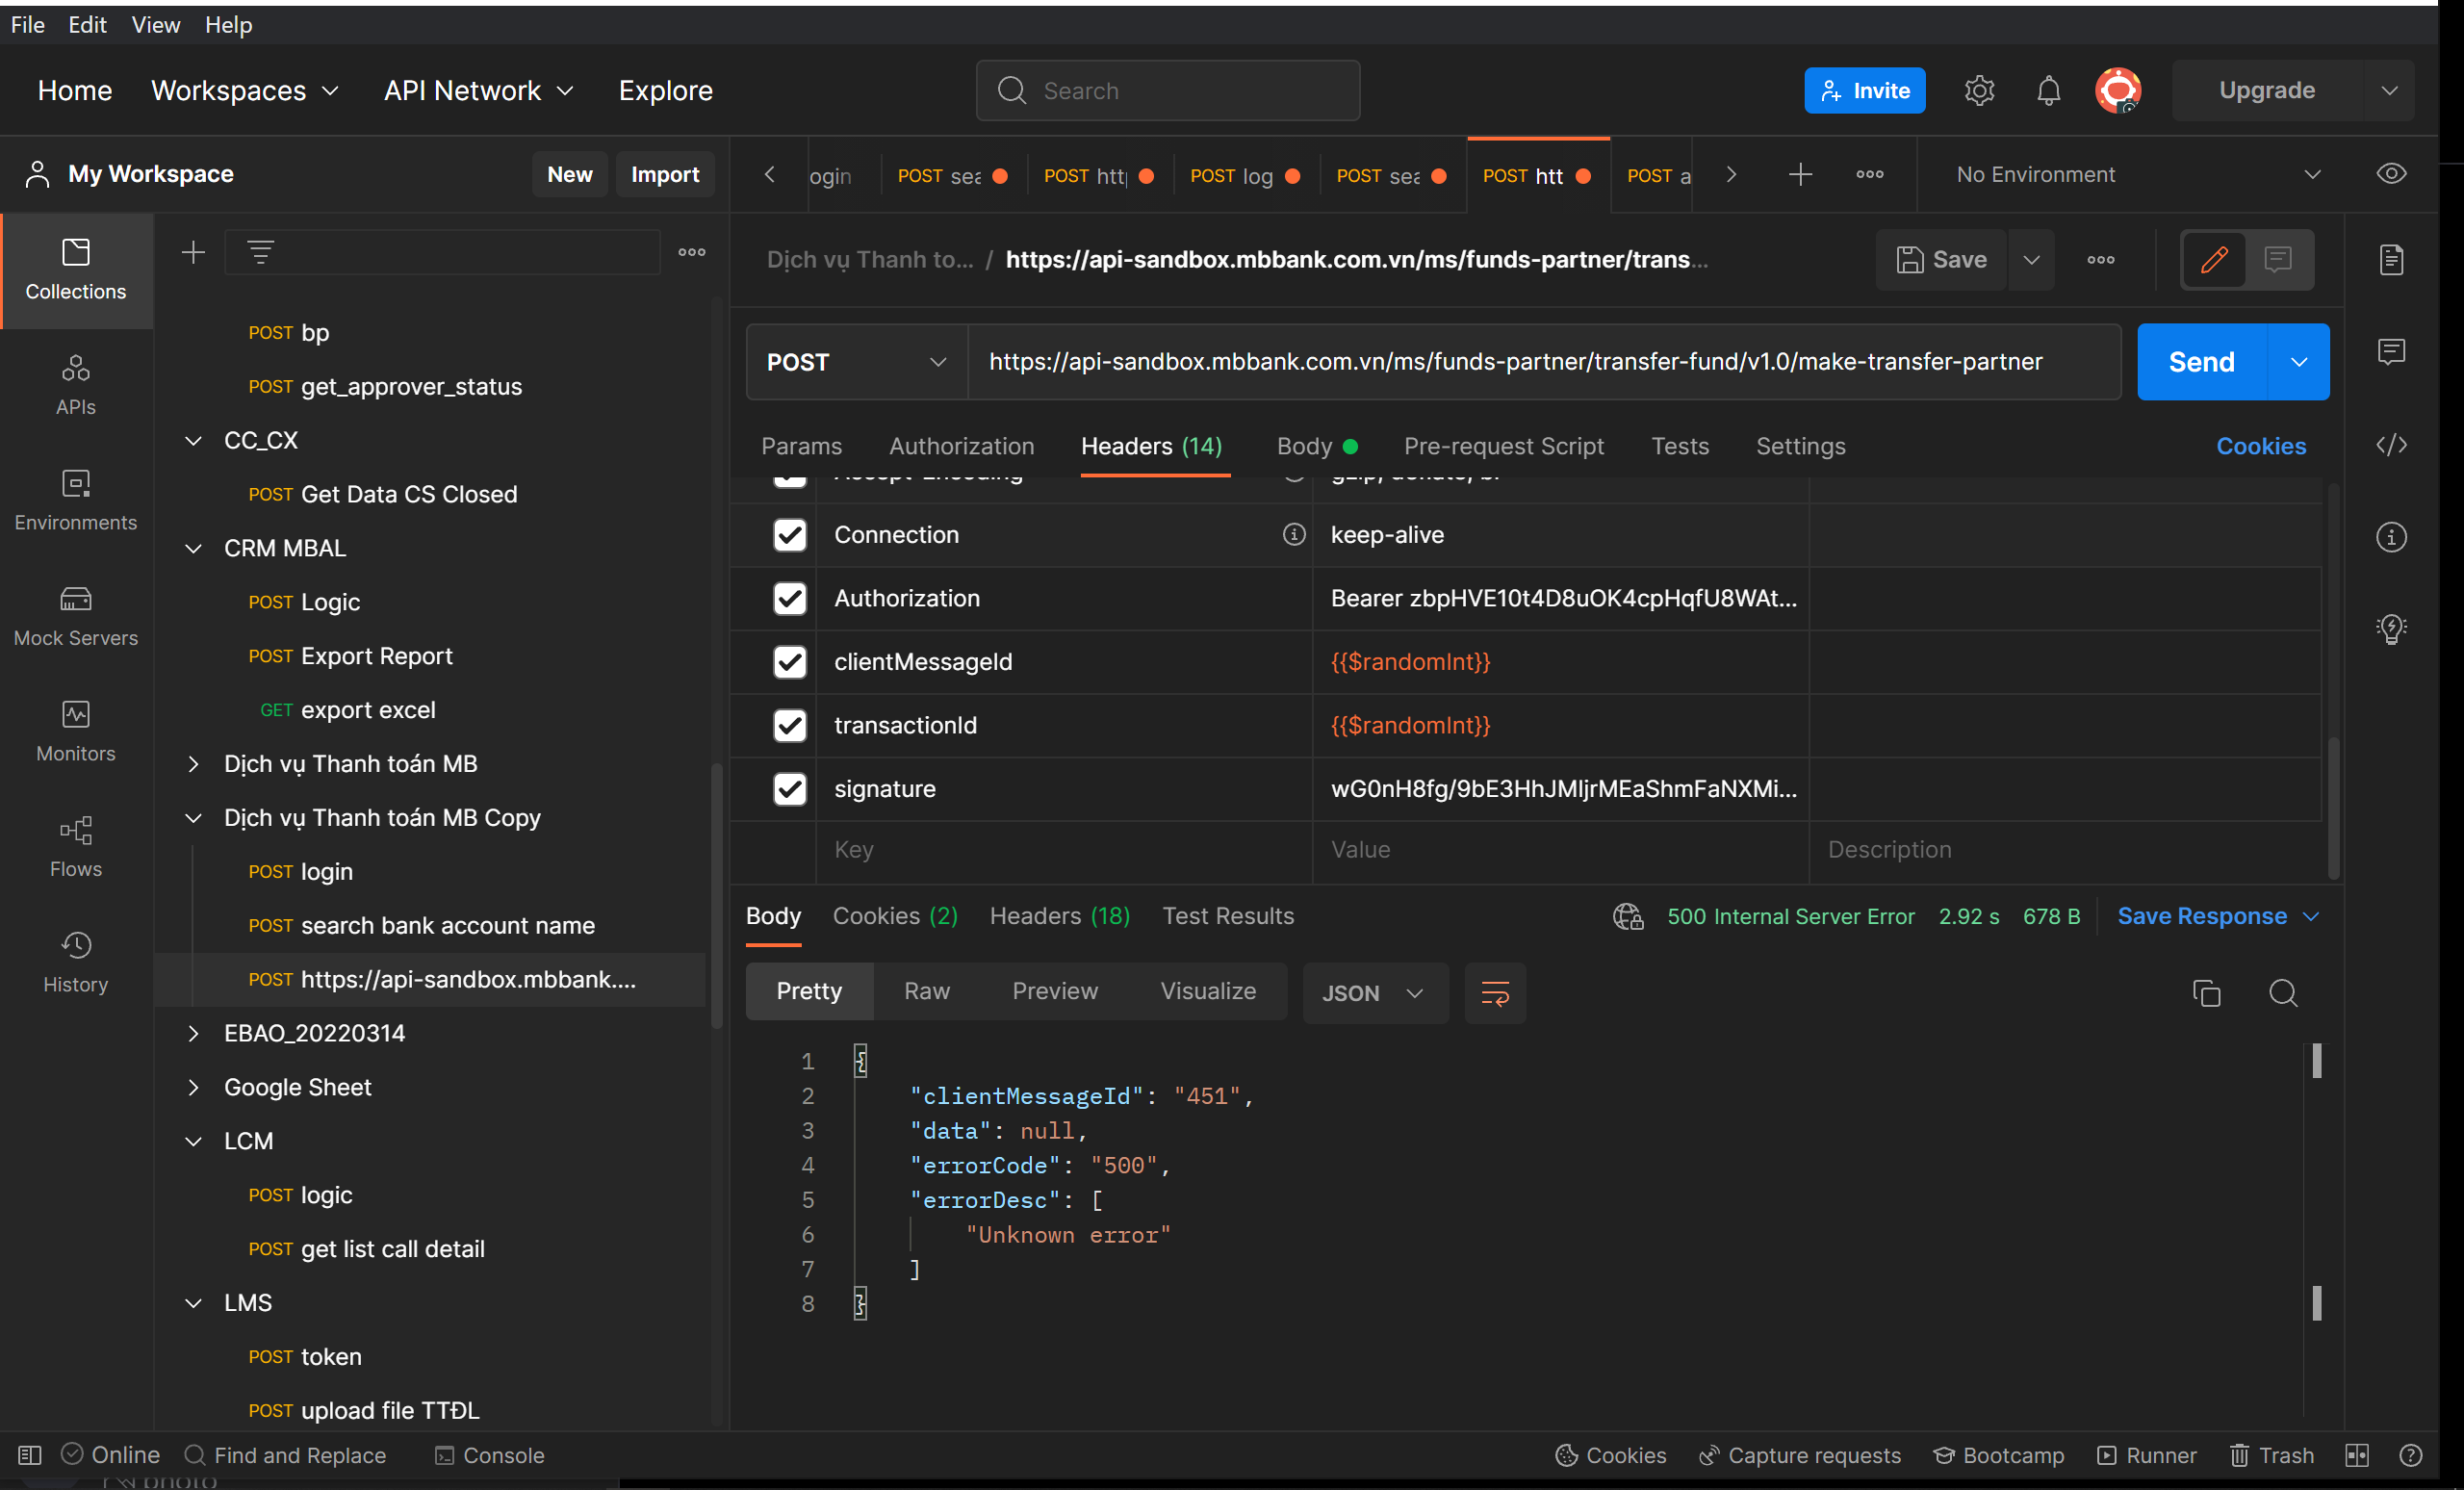 File Edit View Help
Home Workspaces API Network Explore Search Invite Upgrade
My Workspace New Import
ogin POST sea POST htt POST log POST sea POST htt POST a No Environment
Collections
APIs
Environments
Mock Servers
Monitors
Flows
History
POST bp
POST get_approver_status
CC_CX
POST Get Data CS Closed
CRM MBAL
POST Logic
POST Export Report
GET export excel
Dịch vụ Thanh toán MB
Dịch vụ Thanh toán MB Copy
POST login
POST search bank account name
POST https://api-sandbox.mbbank....
EBAO_20220314
Google Sheet
LCM
POST logic
POST get list call detail
LMS
POST token
POST upload file TTĐL
Dịch vụ Thanh to... / https://api-sandbox.mbbank.com.vn/ms/funds-partner/trans... Save
POST https://api-sandbox.mbbank.com.vn/ms/funds-partner/transfer-fund/v1.0/make-transfer-partner Send
Params Authorization Headers (14) Body Pre-request Script Tests Settings Cookies
Connection keep-alive
Authorization Bearer zbpHVE10t4D8uOK4cpHqfU8WAt...
clientMessageId {{$randomInt}}
transactionId {{$randomInt}}
signature wG0nH8fg/9bE3HhJMljrMEaShmFaNXMi...
Key Value Description
Body Cookies (2) Headers (18) Test Results 500 Internal Server Error 2.92 s 678 B Save Response
Pretty Raw Preview Visualize JSON
1 {
2 "clientMessageId": "451",
3 "data": null,
4 "errorCode": "500",
5 "errorDesc": [
6 "Unknown error"
7 ]
8 }
Online Find and Replace Console Cookies Capture requests Bootcamp Runner Trash